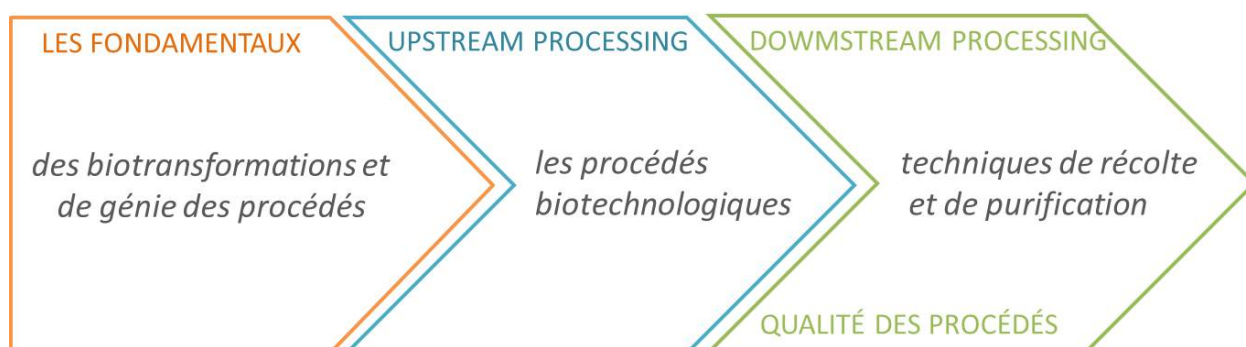 LES FONDAMENTAUX
des biotransformations et
de génie des procédés
UPSTREAM PROCESSING
les procédés
biotechnologiques
DOWMSTREAM PROCESSING
techniques de récolte
et de purification
QUALITÉ DES PROCÉDÉS